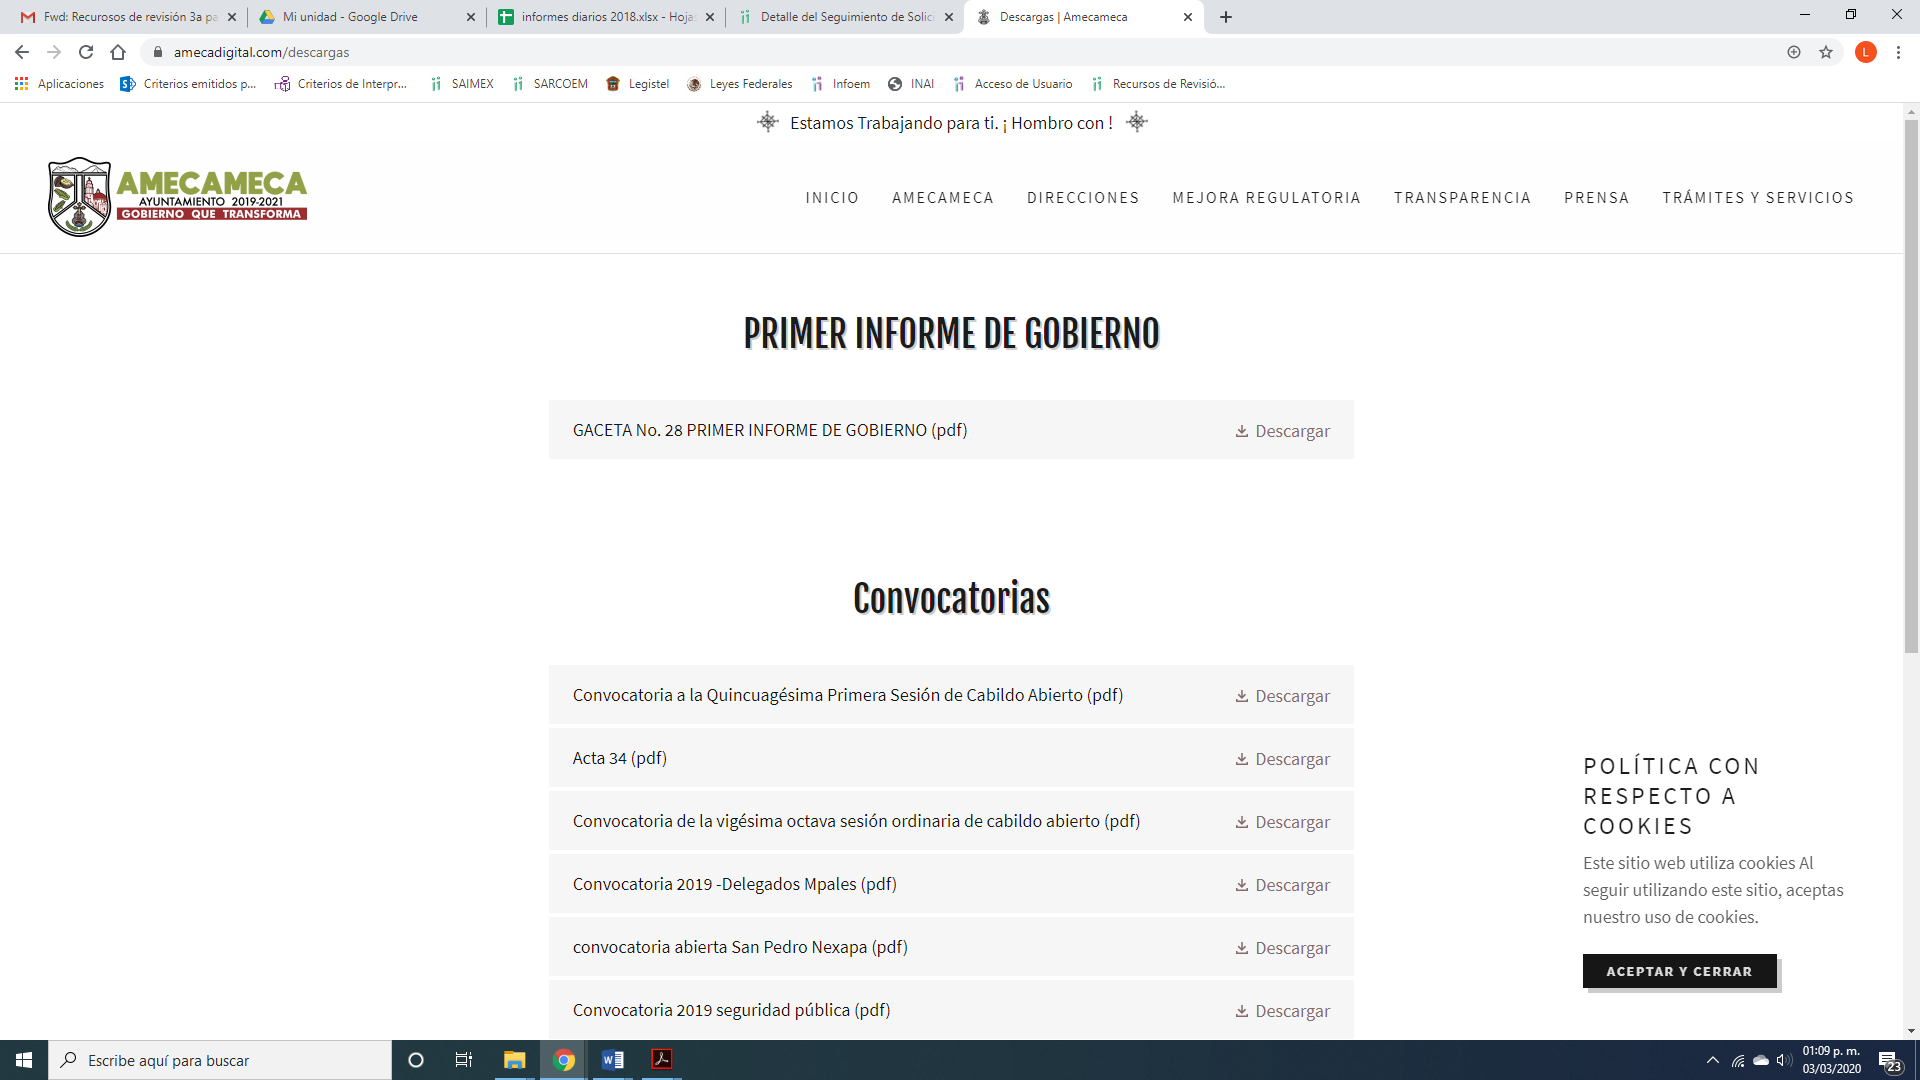 Fwd: Recurosos de revisión 3a pa
Mi unidad - Google Drive
informes diarios 2018.xlsx - Hoja
Detalle del Seguimiento de Solici
Descargas | Amecameca
amecadigital.com/descargas
L
Aplicaciones
Criterios emitidos p...
Criterios de Interpr...
SAIMEX
SARCOEM
Legistel
Leyes Federales
Infoem
INAI
Acceso de Usuario
Recursos de Revisió...
Estamos Trabajando para ti. ¡ Hombro con !
AMECAMECA
AYUNTAMIENTO 2019-2021
GOBIERNO QUE TRANSFORMA
INICIO
AMECAMECA
DIRECCIONES
MEJORA REGULATORIA
TRANSPARENCIA
PRENSA
TRÁMITES Y SERVICIOS
PRIMER INFORME DE GOBIERNO
GACETA No. 28 PRIMER INFORME DE GOBIERNO (pdf)
Descargar
Convocatorias
Convocatoria a la Quincuagésima Primera Sesión de Cabildo Abierto (pdf)
Descargar
Acta 34 (pdf)
Descargar
Convocatoria de la vigésima octava sesión ordinaria de cabildo abierto (pdf)
Descargar
Convocatoria 2019 -Delegados Mpales (pdf)
Descargar
convocatoria abierta San Pedro Nexapa (pdf)
Descargar
Convocatoria 2019 seguridad pública (pdf)
Descargar
POLÍTICA CON
RESPECTO A
COOKIES
Este sitio web utiliza cookies Al
seguir utilizando este sitio, aceptas
nuestro uso de cookies.
ACEPTAR Y CERRAR
Escribe aquí para buscar
01:09 p. m.
03/03/2020
23